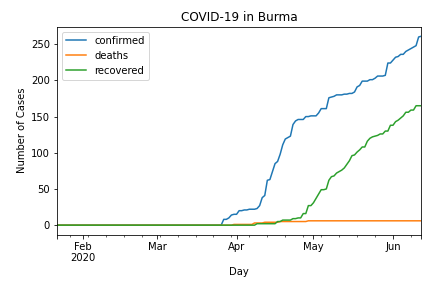 COVID-19 in Burma
confirmed
deaths
recovered
Number of Cases
250
200
150
100
50
0
Feb Mar Apr May Jun
2020
Day